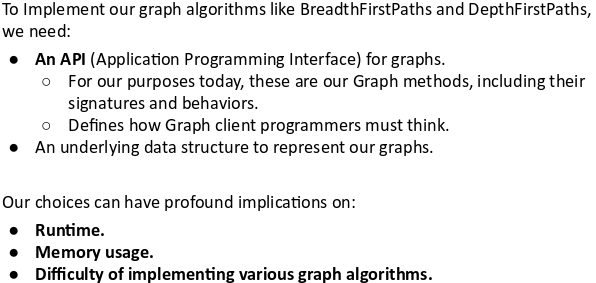 To Implement our graph algorithms like BreadthFirstPaths and DepthFirstPaths,
we need:
● An API (Application Programming Interface) for graphs.
○ For our purposes today, these are our Graph methods, including their
signatures and behaviors.
○ Defines how Graph client programmers must think.
● An underlying data structure to represent our graphs.
Our choices can have profound implications on:
● Runtime.
● Memory usage.
● Difficulty of implementing various graph algorithms.